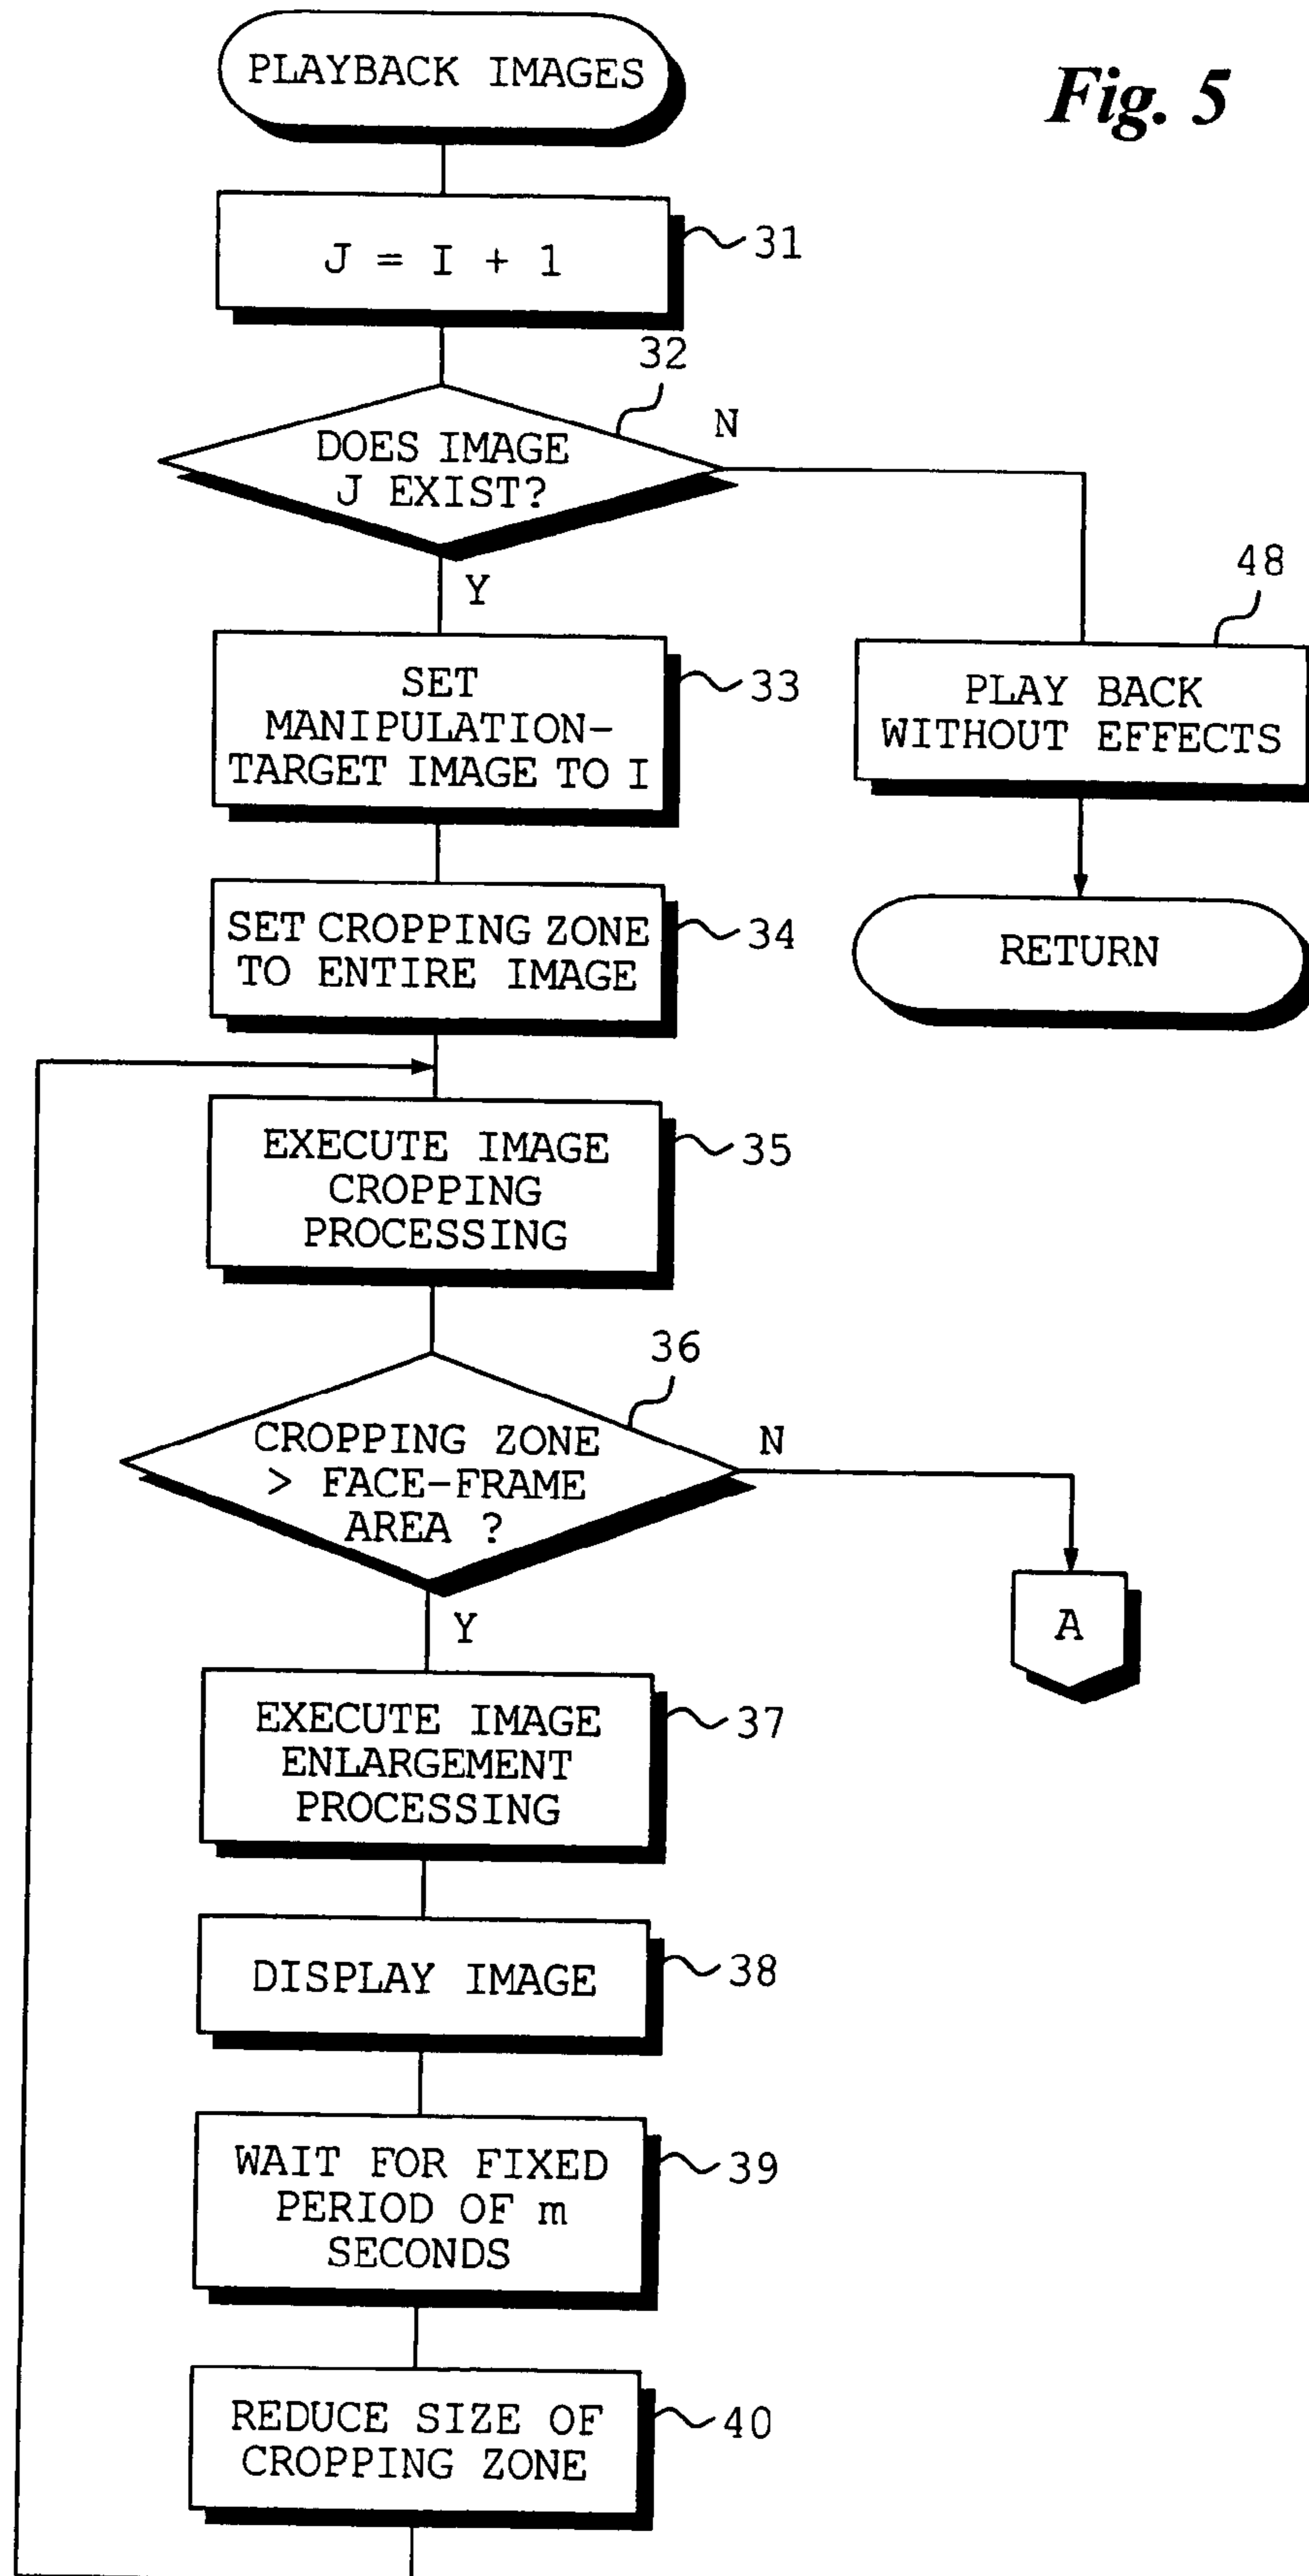 PLAYBACK IMAGES
Fig. 5
J = I + 1
31
32
DOES IMAGE
J EXIST?
N
Y
48
SET
MANIPULATION-
TARGET IMAGE TO I
33
PLAY BACK
WITHOUT EFFECTS
SET CROPPING ZONE
TO ENTIRE IMAGE
34
RETURN
EXECUTE IMAGE
CROPPING
PROCESSING
35
36
CROPPING ZONE
> FACE-FRAME
AREA ?
N
Y
A
EXECUTE IMAGE
ENLARGEMENT
PROCESSING
37
DISPLAY IMAGE
38
WAIT FOR FIXED
PERIOD OF m
SECONDS
39
REDUCE SIZE OF
CROPPING ZONE
40